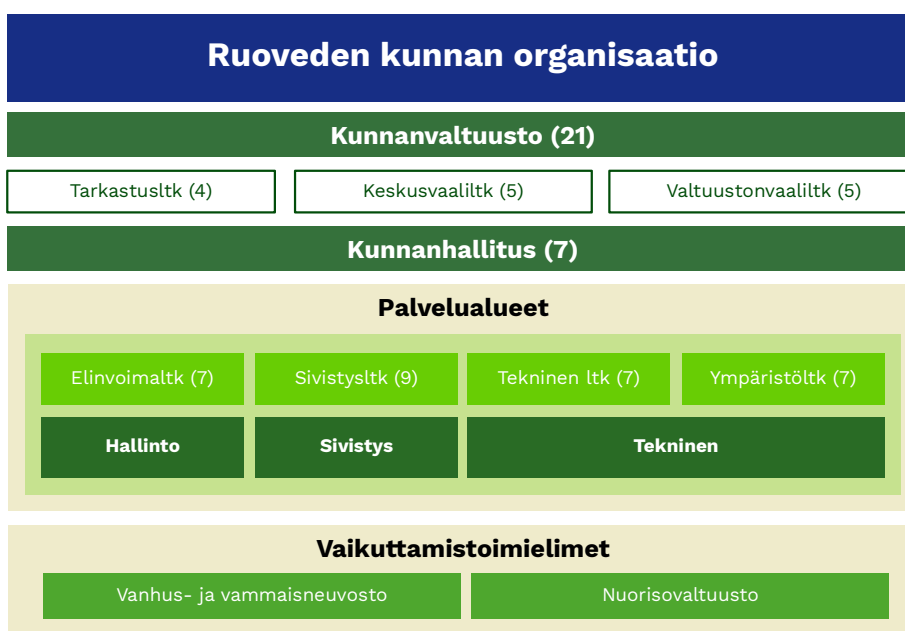 Ruoveden kunnan organisaatio
Kunnanvaltuusto (21)
Tarkastusltk (4)
Keskusvaaliltk (5)
Valtuustonvaaliltk (5)
Kunnanhallitus (7)
Palvelualueet
Elinvoimaltk (7)
Sivistysltk (9)
Tekninen ltk (7)
Ympäristöltk (7)
Hallinto
Sivistys
Tekninen
Vaikuttamistoimielimet
Vanhus- ja vammaisneuvosto
Nuorisovaltuusto